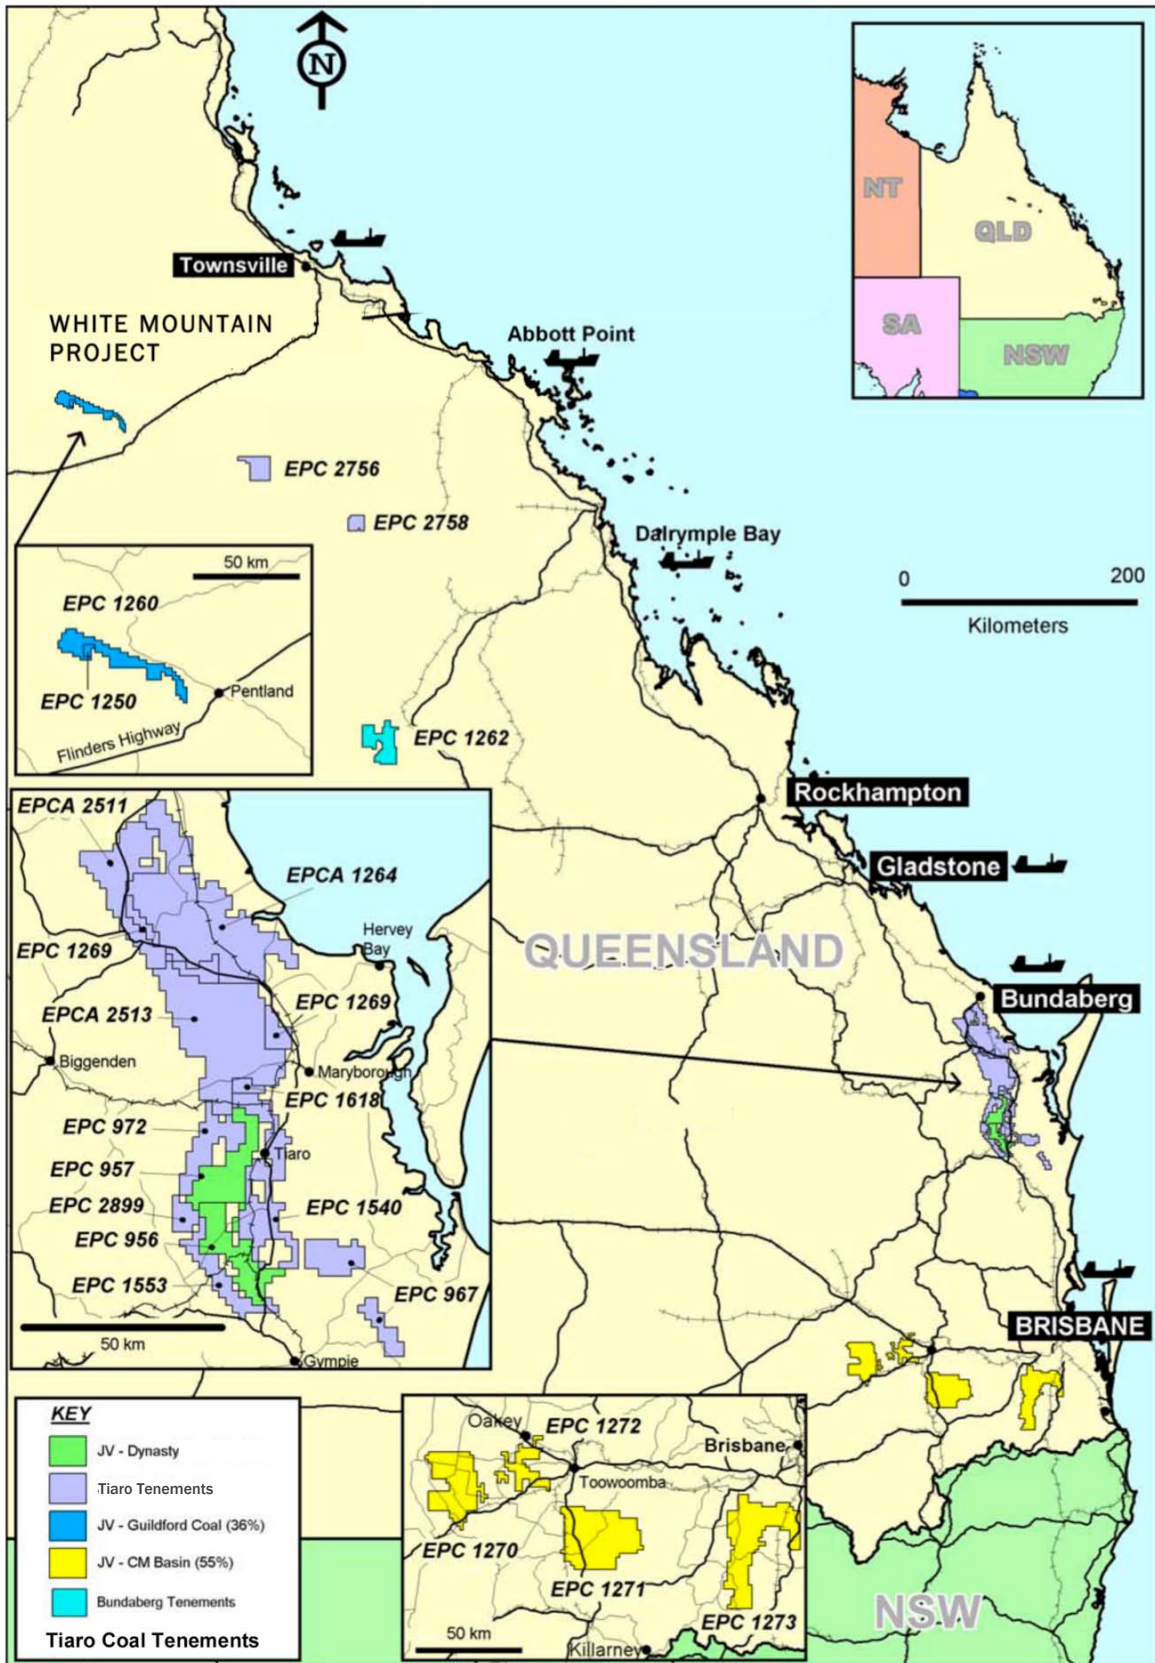 N
NT
QLD
SA
NSW
Townsville
WHITE MOUNTAIN
PROJECT
Abbott Point
EPC 2756
EPC 2758
Dalrymple Bay
0 200
Kilometers
50 km
EPC 1260
EPC 1250
Pentland
Flinders Highway
EPC 1262
Rockhampton
Gladstone
QUEENSLAND
Bundaberg
BRISBANE
EPCA 2511
EPCA 1264
Hervey
Bay
EPC 1269
EPCA 2513
EPC 1269
Biggenden
Maryborough
EPC 1618
EPC 972
Tiaro
EPC 957
EPC 2899
EPC 1540
EPC 956
EPC 1553
EPC 967
50 km
Gympie
KEY
JV - Dynasty
Tiaro Tenements
JV - Guildford Coal (36%)
JV - CM Basin (55%)
Bundaberg Tenements
Tiaro Coal Tenements
Oakey
EPC 1272
Brisbane
Toowoomba
EPC 1270
EPC 1271
EPC 1273
50 km
Killarney
NSW